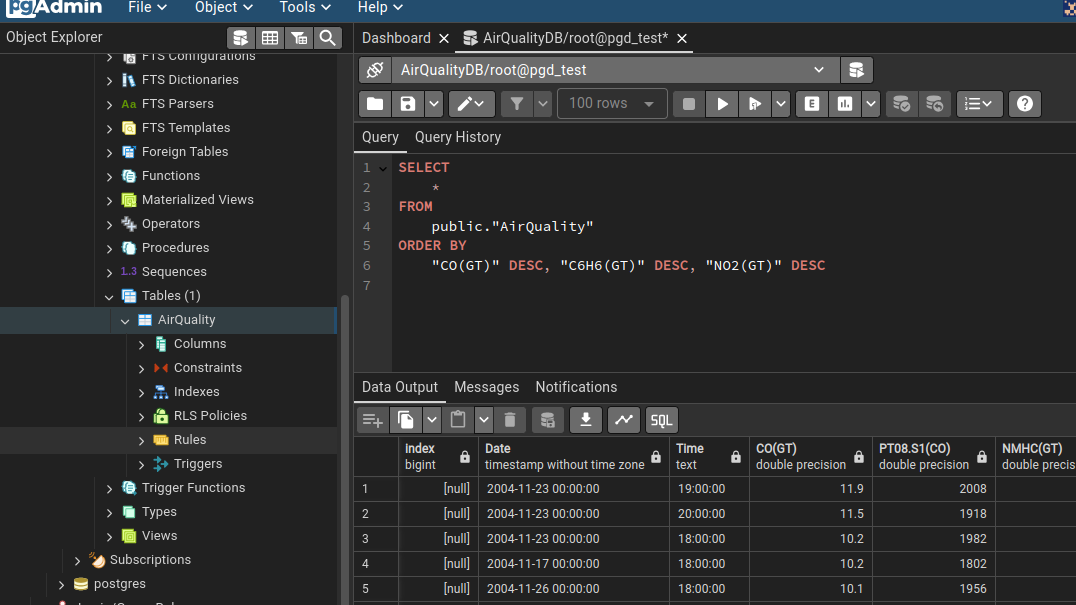 pgAdmin File Object Tools Help
Object Explorer
Dashboard AirQualityDB/root@pgd_test*
AirQualityDB/root@pgd_test
100 rows
E
Query Query History
FTS Configurations
FTS Dictionaries
Aa FTS Parsers
FTS Templates
Foreign Tables
Functions
Materialized Views
Operators
Procedures
1.3 Sequences
Tables (1)
AirQuality
Columns
Constraints
Indexes
RLS Policies
Rules
Triggers
Trigger Functions
Types
Views
Subscriptions
postgres
1 SELECT
2 *
3 FROM
4 public."AirQuality"
5 ORDER BY
6 "CO(GT)" DESC, "C6H6(GT)" DESC, "NO2(GT)" DESC
7
Data Output Messages Notifications
SQL
Index Date Time CO(GT) PT08.S1(CO) NMHC(GT)
bigint timestamp without time zone text double precision double precision double precis
1 [null] 2004-11-23 00:00:00 19:00:00 11.9 2008
2 [null] 2004-11-23 00:00:00 20:00:00 11.5 1918
3 [null] 2004-11-23 00:00:00 18:00:00 10.2 1982
4 [null] 2004-11-17 00:00:00 18:00:00 10.2 1802
5 [null] 2004-11-26 00:00:00 18:00:00 10.1 1956